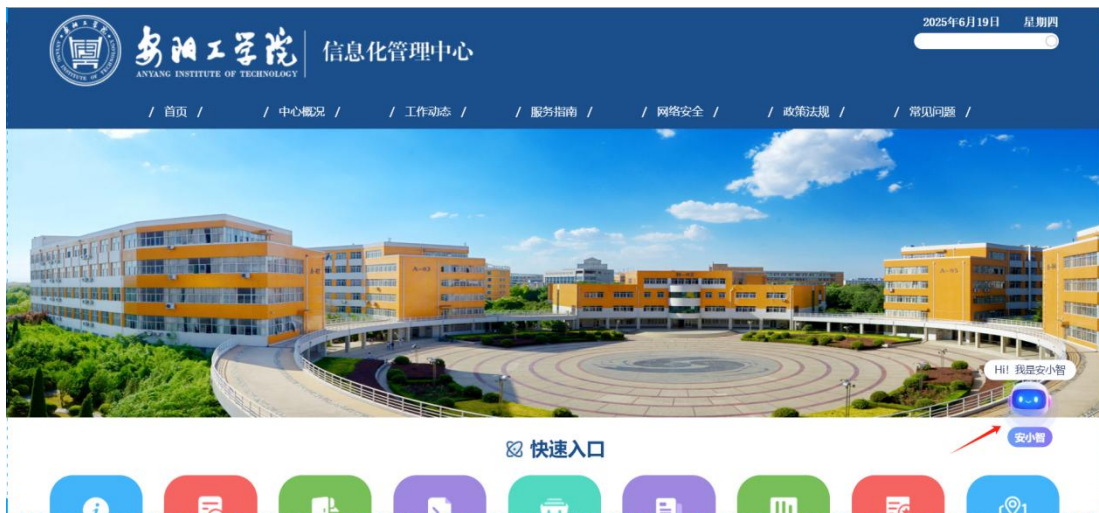 2025年6月19日 星期四
安阳工学院
ANYANG INSTITUTE OF TECHNOLOGY
信息化管理中心
/ 首页 /
/ 中心概况 /
/ 工作动态 /
/ 服务指南 /
/ 网络安全 /
/ 政策法规 /
/ 常见问题 /
Hi! 我是安小智
安小智
快速入口